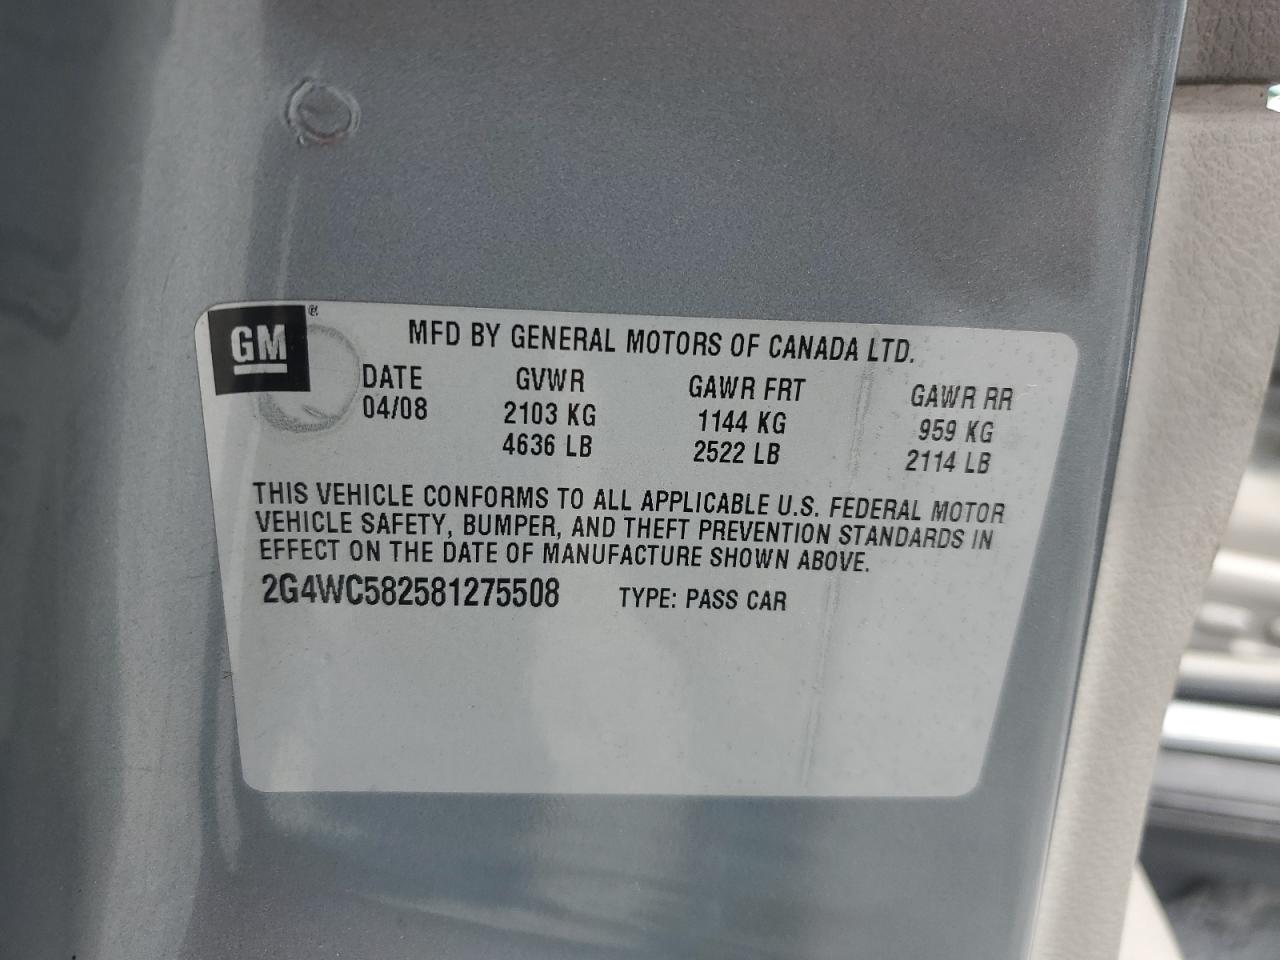 GM
MFD BY GENERAL MOTORS OF CANADA LTD.
DATE GVWR GAWR FRT GAWR RR
04/08 2103 KG 1144 KG 959 KG
4636 LB 2522 LB 2114 LB
THIS VEHICLE CONFORMS TO ALL APPLICABLE U.S. FEDERAL MOTOR
VEHICLE SAFETY, BUMPER, AND THEFT PREVENTION STANDARDS IN
EFFECT ON THE DATE OF MANUFACTURE SHOWN ABOVE.
2G4WC582581275508 TYPE: PASS CAR